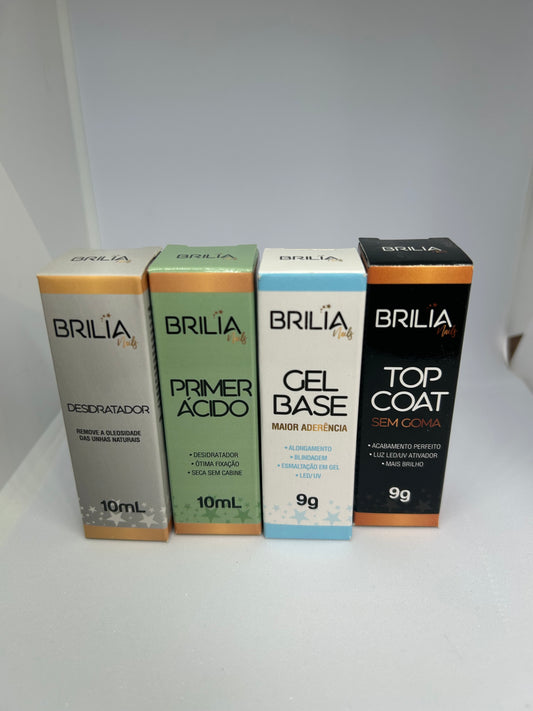 BRILIA
BRILIA
Nails
DESIDRATADOR
REMOVE A OLEOSIDADE
DAS UNHAS NATURAIS
10mL
BRILIA
BRILIA
Nails
PRIMER
ÁCIDO
• DESIDRATADOR
• ÓTIMA FIXAÇÃO
• SECA SEM CABINE
10mL
BRILIA
BRILIA
Nails
GEL
BASE
MAIOR ADERÊNCIA
• ALONGAMENTO
• BLINDAGEM
• ESMALTAÇÃO EM GEL
• LED/UV
9g
BRILIA
BRILIA
Nails
TOP
COAT
SEM GOMA
• ACABAMENTO PERFEITO
• LUZ LED/UV ATIVADOR
• MAIS BRILHO
9g